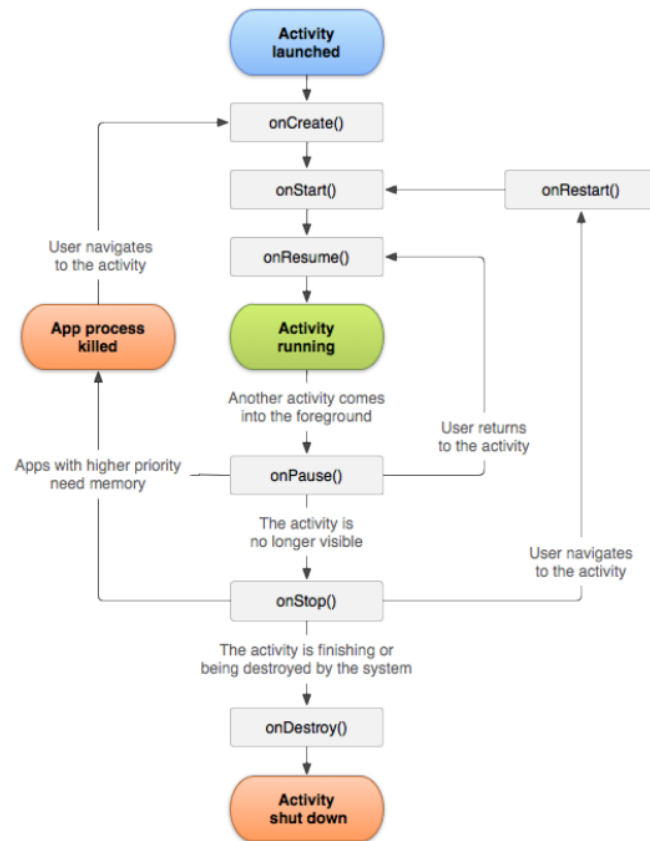 Activity
launched
onCreate()
onStart()
onRestart()
User navigates
to the activity
onResume()
App process
killed
Activity
running
Another activity comes
into the foreground
User returns
to the activity
Apps with higher priority
need memory
onPause()
The activity is
no longer visible
User navigates
to the activity
onStop()
The activity is finishing or
being destroyed by the system
onDestroy()
Activity
shut down